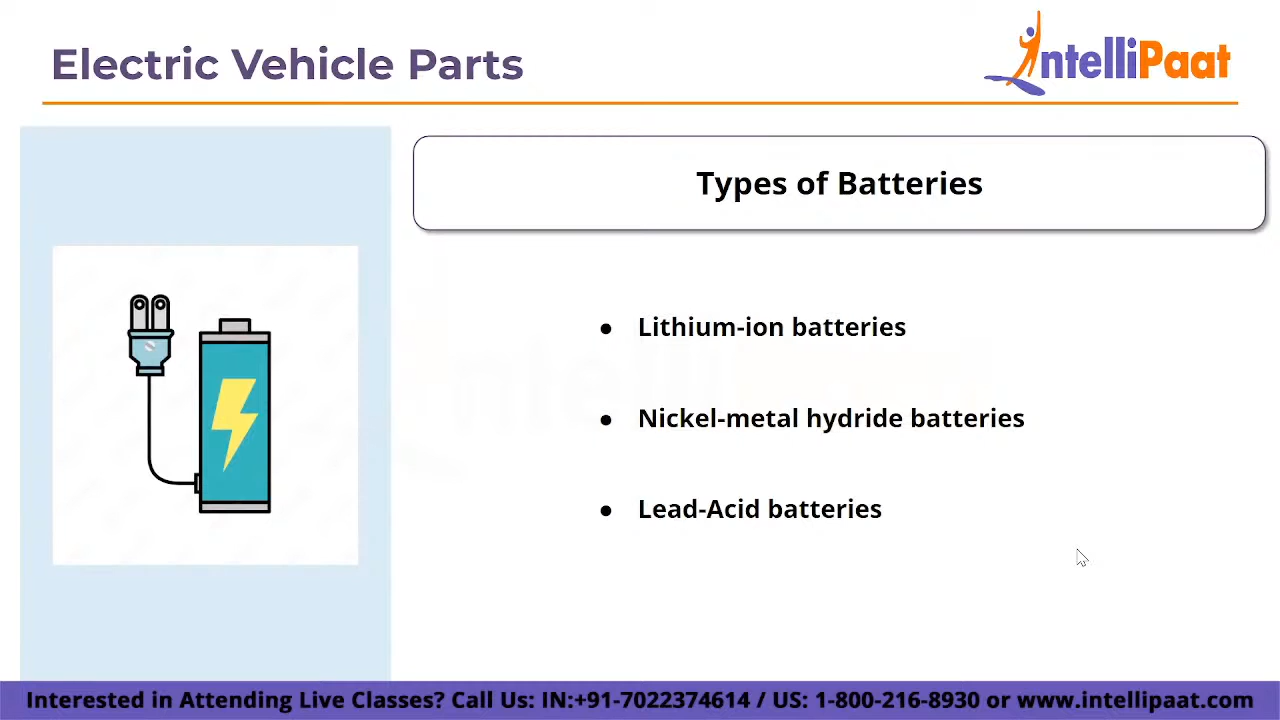 Electric Vehicle Parts
IntelliPaat
Types of Batteries
● Lithium-ion batteries
● Nickel-metal hydride batteries
● Lead-Acid batteries
Interested in Attending Live Classes? Call Us: IN:+91-7022374614 / US: 1-800-216-8930 or www.intellipaat.com